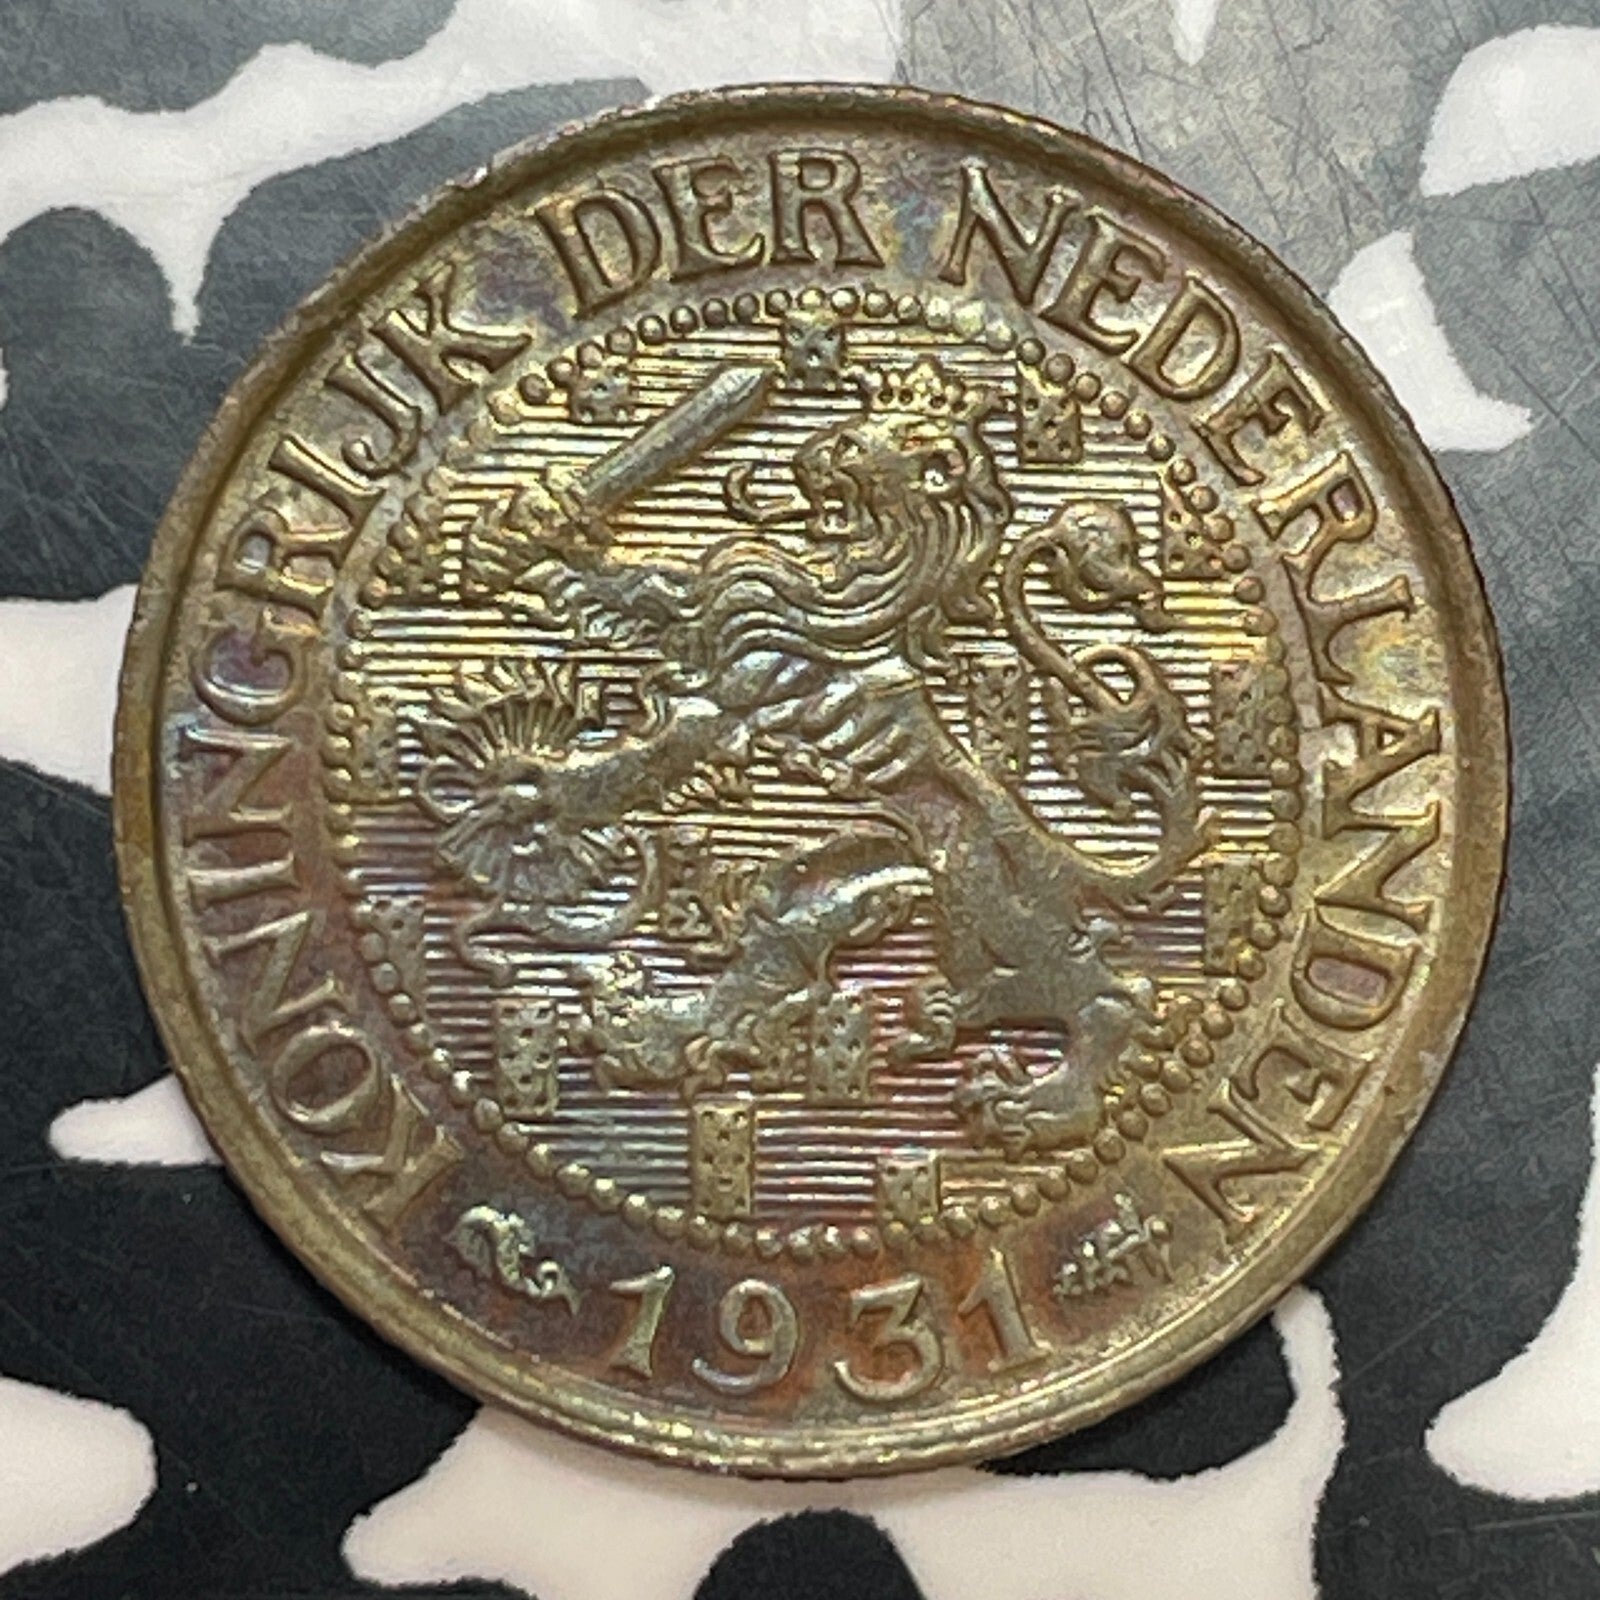 KONINGRIJK DER NEDERLANDEN
1931